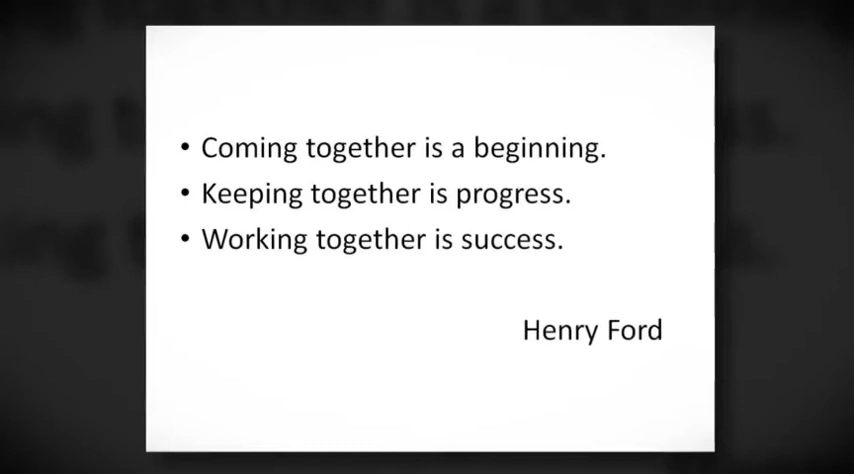 • Coming together is a beginning.
• Keeping together is progress.
• Working together is success.
Henry Ford